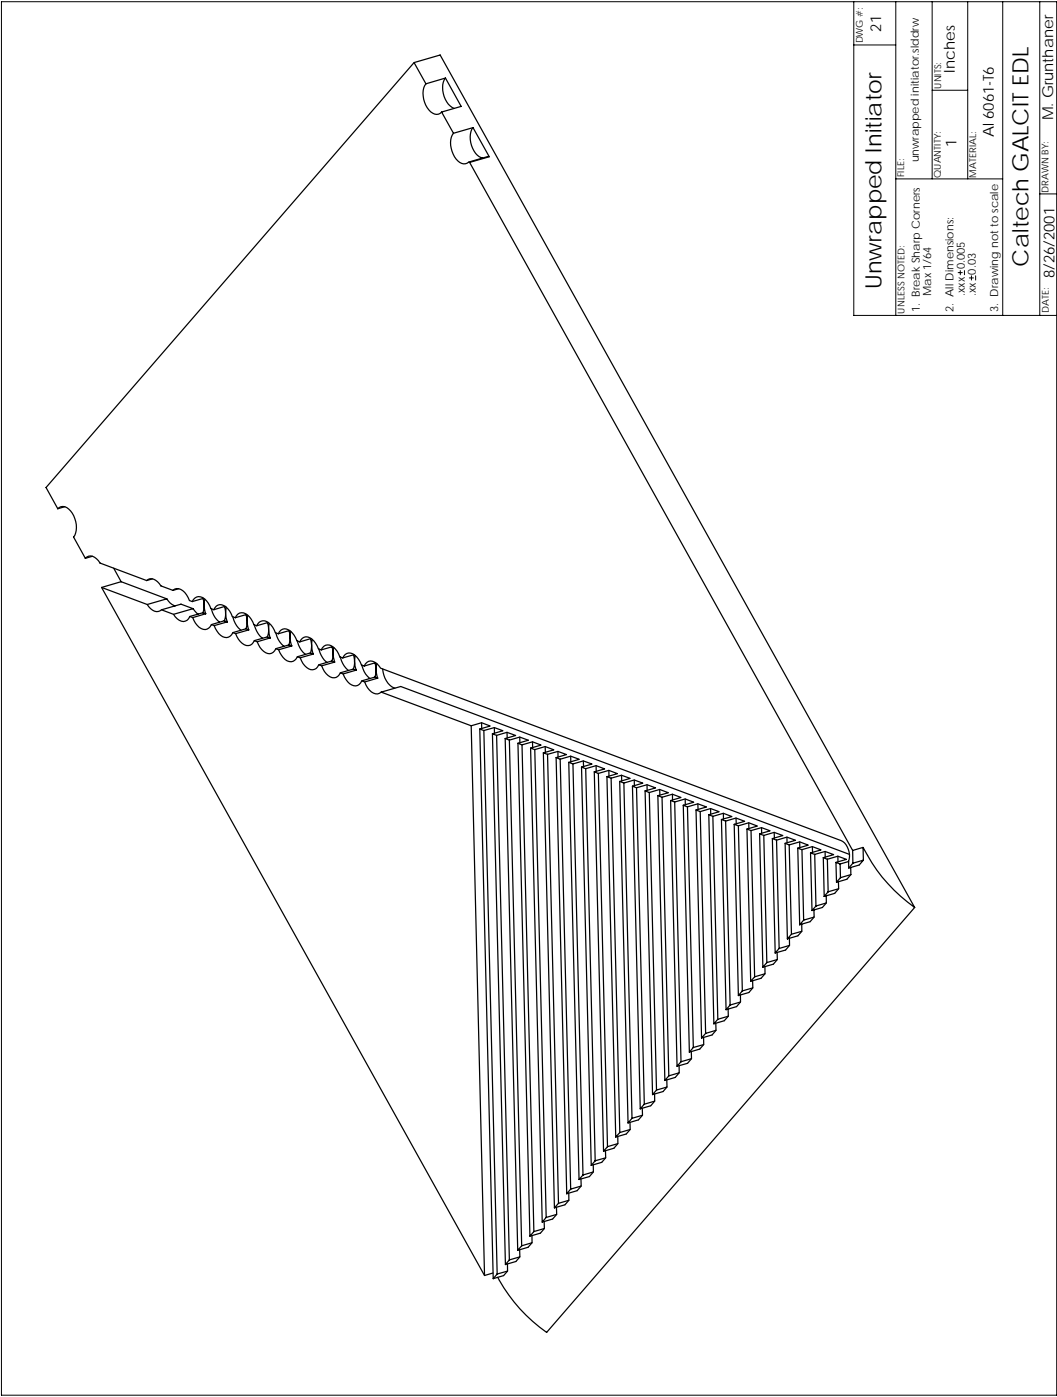 Unwrapped Initiator
DWG #:
21
UNLESS NOTED:
1. Break Sharp Corners
Max 1/64
2. All Dimensions:
.xxx±0.005
.xx±0.03
3. Drawing not to scale
FILE:
unwrapped initiator.slddrw
QUANTITY:
1
UNITS:
Inches
MATERIAL:
Al 6061-T6
Caltech GALCIT EDL
DATE: 8/26/2001
DRAWN BY: M. Grunthaner